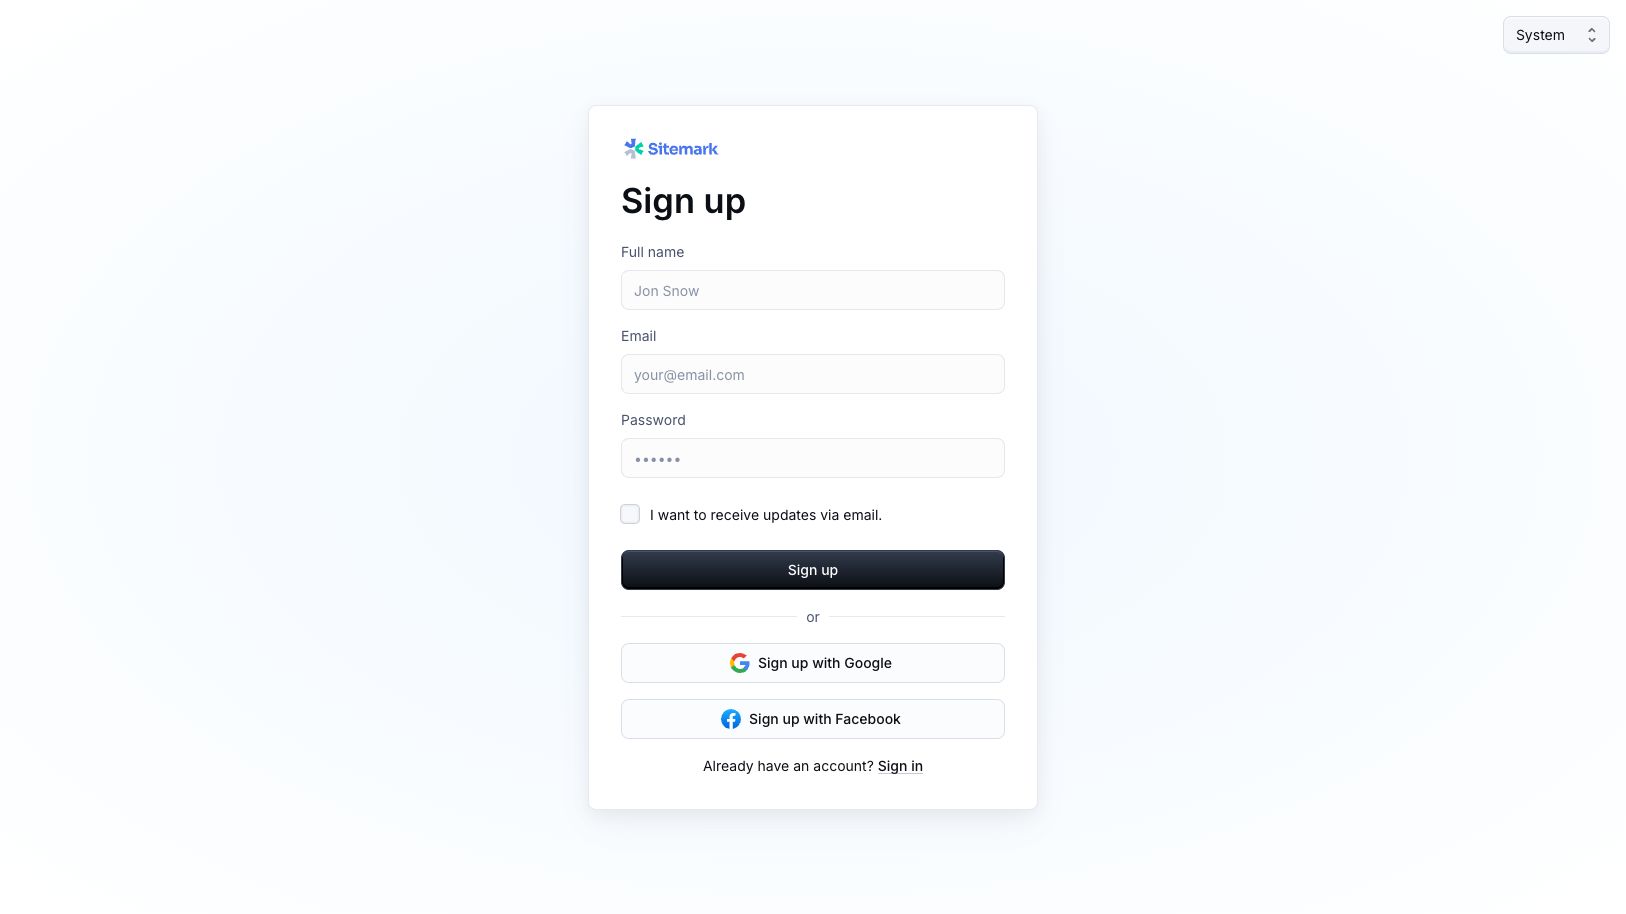 System
Sitemark
Sign up
Full name
Jon Snow
Email
your@email.com
Password
••••••
I want to receive updates via email.
Sign up
or
Sign up with Google
Sign up with Facebook
Already have an account? Sign in